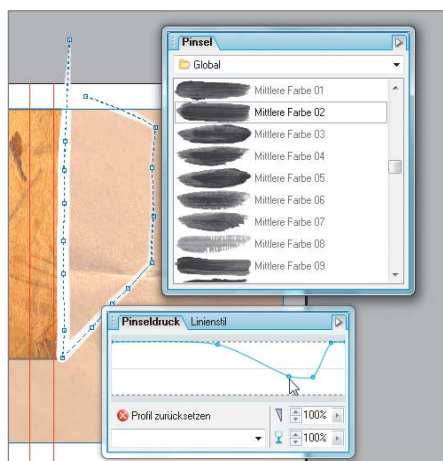 Pinsel
Global
Mittlere Farbe 01
Mittlere Farbe 02
Mittlere Farbe 03
Mittlere Farbe 04
Mittlere Farbe 05
Mittlere Farbe 06
Mittlere Farbe 07
Mittlere Farbe 08
Mittlere Farbe 09
Pinseldruck Linienstil
Profil zurücksetzen 100%
100%